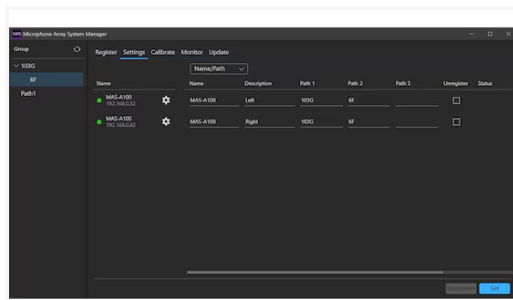 MAS Microphone Array System Manager
Group
Register Settings Calibrate Monitor Update
103G
6F
Path1
Name/Path
Name Name Description Path 1 Path 2 Path 3 Unregister Status
MAS-A100 MAS-A100 Left 103G 6F
192.168.0.32
MAS-A100 MAS-A100 Right 103G 6F
192.168.0.42
Set